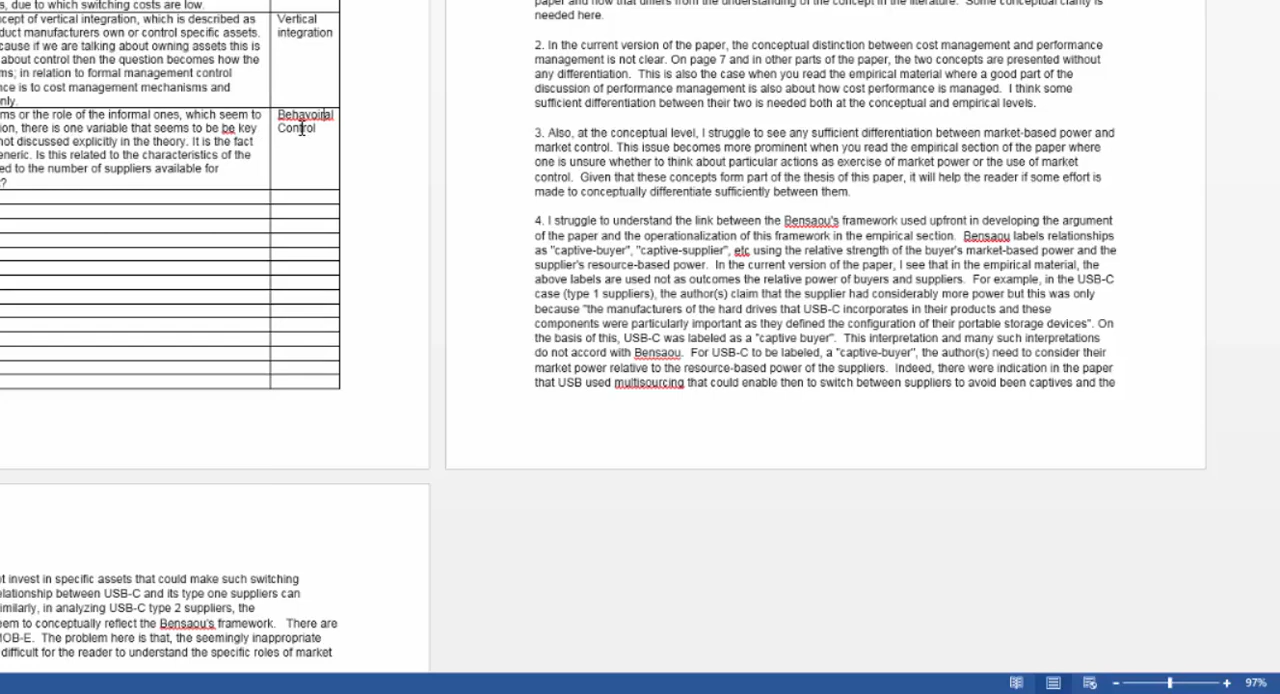 s, due to which switching costs are low.
cept of vertical integration, which is described as
duct manufacturers own or control specific assets.
cause if we are talking about owning assets this is
about control then the question becomes how the
ms; in relation to formal management control
nce is to cost management mechanisms and
only.
Vertical
integration
ms or the role of the informal ones, which seem to
ion, there is one variable that seems to be be key
not discussed explicitly in the theory. It is the fact
eneric. Is this related to the characteristics of the
ed to the number of suppliers available for
?
Behavoiral
Control
paper and how that differs from the understanding of the concept in the literature. Some conceptual clarity is
needed here.
2. In the current version of the paper, the conceptual distinction between cost management and performance
management is not clear. On page 7 and in other parts of the paper, the two concepts are presented without
any differentiation. This is also the case when you read the empirical material where a good part of the
discussion of performance management is also about how cost performance is managed. I think some
sufficient differentiation between their two is needed both at the conceptual and empirical levels.
3. Also, at the conceptual level, I struggle to see any sufficient differentiation between market-based power and
market control. This issue becomes more prominent when you read the empirical section of the paper where
one is unsure whether to think about particular actions as exercise of market power or the use of market
control. Given that these concepts form part of the thesis of this paper, it will help the reader if some effort is
made to conceptually differentiate sufficiently between them.
4. I struggle to understand the link between the Bensaou's framework used upfront in developing the argument
of the paper and the operationalization of this framework in the empirical section. Bensaou labels relationships
as "captive-buyer", "captive-supplier", etc using the relative strength of the buyer's market-based power and the
supplier's resource-based power. In the current version of the paper, I see that in the empirical material, the
above labels are used not as outcomes the relative power of buyers and suppliers. For example, in the USB-C
case (type 1 suppliers), the author(s) claim that the supplier had considerably more power but this was only
because "the manufacturers of the hard drives that USB-C incorporates in their products and these
components were particularly important as they defined the configuration of their portable storage devices". On
the basis of this, USB-C was labeled as a "captive buyer". This interpretation and many such interpretations
do not accord with Bensaou. For USB-C to be labeled, a "captive-buyer", the author(s) need to consider their
market power relative to the resource-based power of the suppliers. Indeed, there were indication in the paper
that USB used multisourcing that could enable then to switch between suppliers to avoid been captives and the
t invest in specific assets that could make such switching
elationship between USB-C and its type one suppliers can
imilarly, in analyzing USB-C type 2 suppliers, the
eem to conceptually reflect the Bensaou's framework. There are
MOB-E. The problem here is that, the seemingly inappropriate
difficult for the reader to understand the specific roles of market
97%